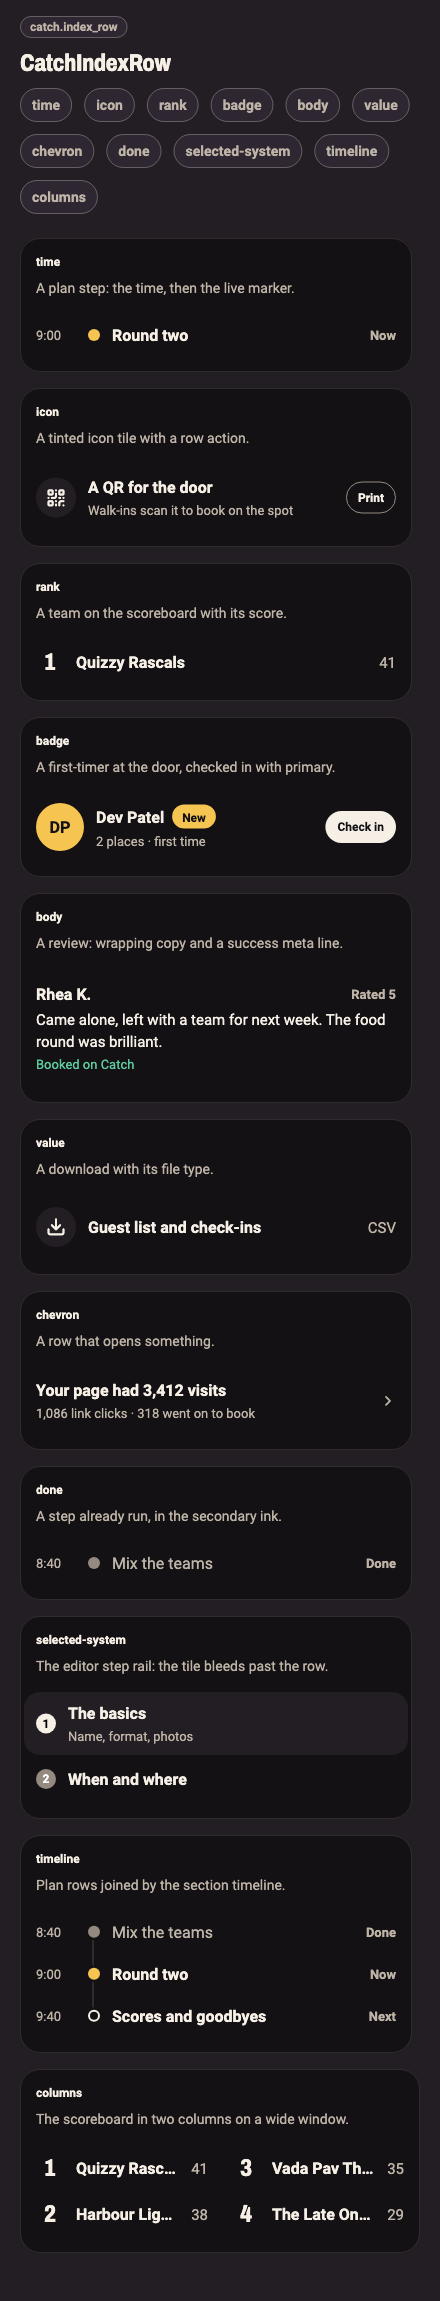 catch.index_row
CatchIndexRow
time icon rank badge body value
chevron done selected-system timeline
columns
time
A plan step: the time, then the live marker.
9:00 Round two Now
icon
A tinted icon tile with a row action.
A QR for the door
Walk-ins scan it to book on the spot
Print
rank
A team on the scoreboard with its score.
1 Quizzy Rascals 41
badge
A first-timer at the door, checked in with primary.
DP
Dev Patel New
2 places · first time
Check in
body
A review: wrapping copy and a success meta line.
Rhea K. Rated 5
Came alone, left with a team for next week. The food
round was brilliant.
Booked on Catch
value
A download with its file type.
Guest list and check-ins CSV
chevron
A row that opens something.
Your page had 3,412 visits
1,086 link clicks · 318 went on to book
done
A step already run, in the secondary ink.
8:40 Mix the teams Done
selected-system
The editor step rail: the tile bleeds past the row.
1 The basics
Name, format, photos
2 When and where
timeline
Plan rows joined by the section timeline.
8:40 Mix the teams Done
9:00 Round two Now
9:40 Scores and goodbyes Next
columns
The scoreboard in two columns on a wide window.
1 Quizzy Rasc... 41 3 Vada Pav Th... 35
2 Harbour Lig... 38 4 The Late On... 29